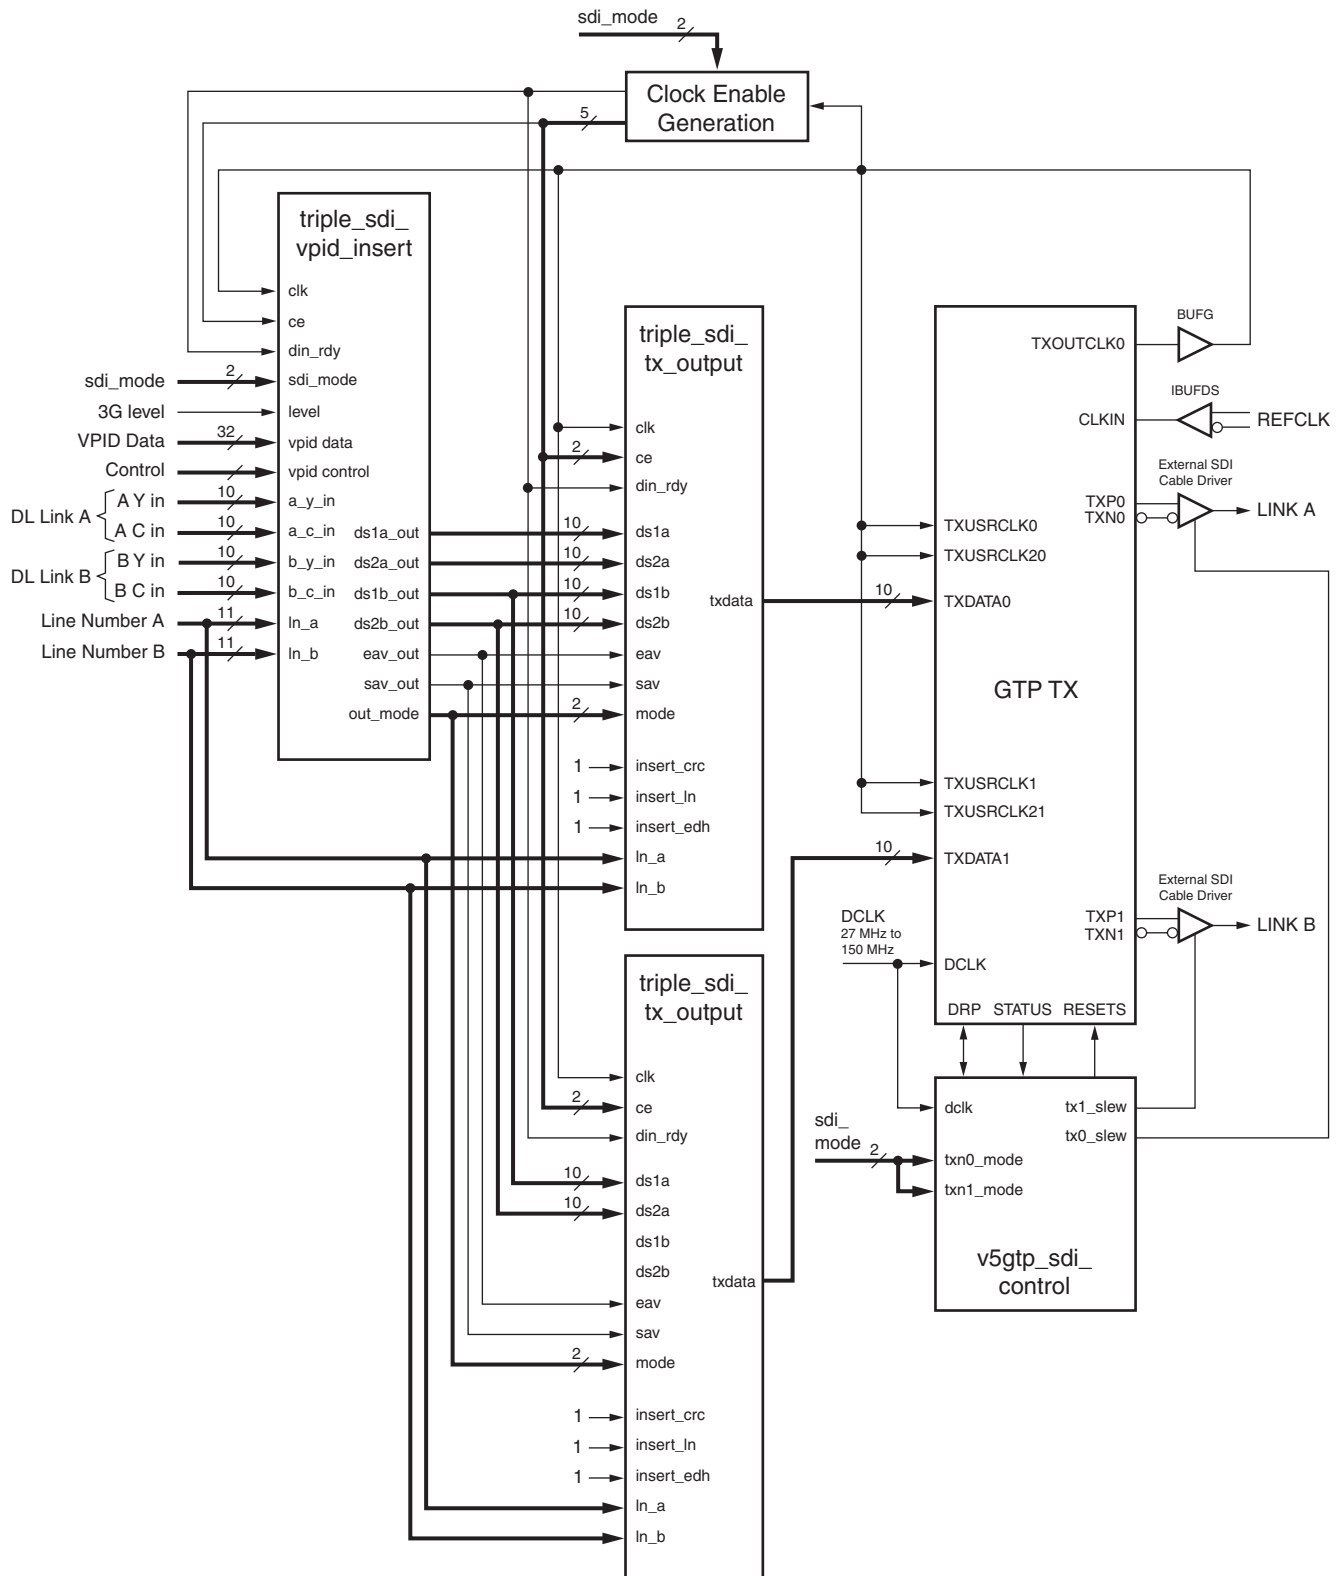 sdi_mode
2
Clock Enable
Generation
5
triple_sdi_
vpid_insert
clk
ce
din_rdy
sdi_mode
2
sdi_mode
3G level
level
VPID Data
32
vpid data
Control
vpid control
DL Link A
A Y in
10
a_y_in
A C in
10
a_c_in
DL Link B
B Y in
10
b_y_in
B C in
10
b_c_in
Line Number A
11
ln_a
Line Number B
11
ln_b
ds1a_out
ds2a_out
ds1b_out
ds2b_out
eav_out
sav_out
out_mode
triple_sdi_
tx_output
clk
2
ce
din_rdy
10
ds1a
10
ds2a
10
ds1b
10
ds2b
eav
sav
2
mode
1
insert_crc
1
insert_ln
1
insert_edh
ln_a
ln_b
txdata
10
triple_sdi_
tx_output
clk
2
ce
din_rdy
10
ds1a
10
ds2a
ds1b
ds2b
eav
sav
2
mode
1
insert_crc
1
insert_ln
1
insert_edh
ln_a
ln_b
txdata
10
GTP TX
TXOUTCLK0
BUFG
IBUFDS
CLKIN
REFCLK
External SDI
Cable Driver
TXP0
TXN0
LINK A
TXUSRCLK0
TXUSRCLK20
TXDATA0
TXUSRCLK1
TXUSRCLK21
TXDATA1
External SDI
Cable Driver
TXP1
TXN1
LINK B
DCLK
27 MHz to
150 MHz
DCLK
DRP
STATUS
RESETS
dclk
tx1_slew
tx0_slew
sdi_
mode
2
txn0_mode
txn1_mode
v5gtp_sdi_
control